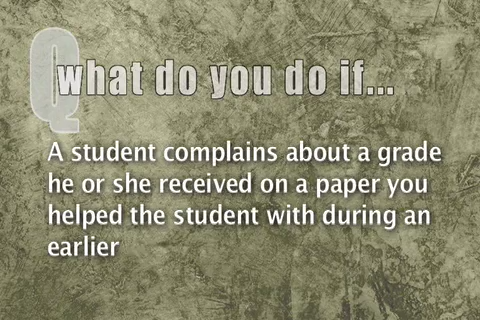 Q
what do you do if...
A student complains about a grade
he or she received on a paper you
helped the student with during an
earlier